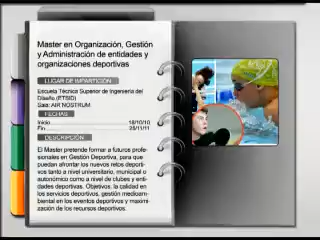 Master en Organización, Gestión
y Administración de entidades y
organizaciones deportivas
LUGAR DE IMPARTICIÓN
Escuela Técnica Superior de Ingenieria del
Diseño (ETSID)
Sala: AIR NOSTRUM
FECHAS
Inicio 18/10/10
Fin 25/11/11
DESCRIPCIÓN
El Master pretende formar a futuros profe-
sionales en Gestión Deportiva, para que
puedan afrontar los nuevos retos deporti-
vos tanto a nivel universitario, municipal o
autonómico como a nivel de clubes y enti-
dades deportivas. Objetivos, la calidad en
los servicios deportivos, gestión medioam-
biental en los eventos deportivos y maximi-
zación de los recursos deportivos.